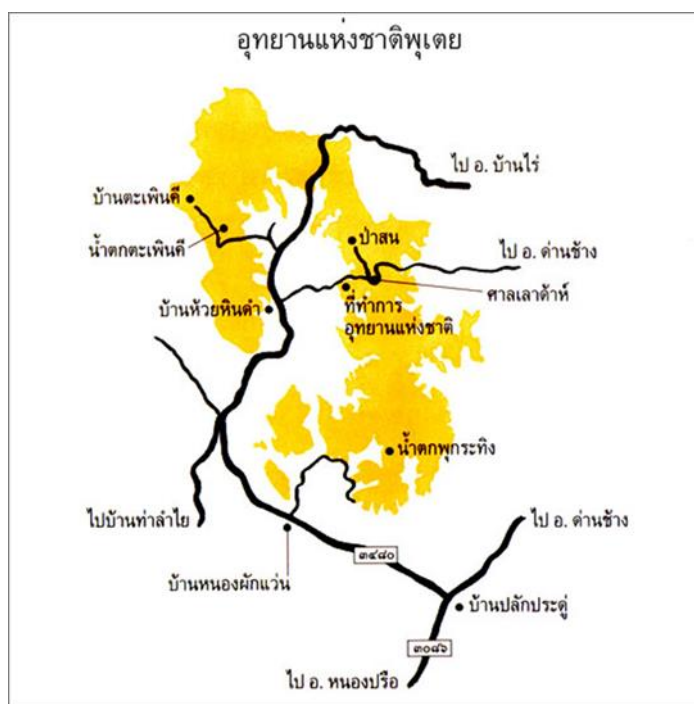 อุทยานแห่งชาติพุเตย
ไป อ. บ้านไร่
บ้านตะเพินคี่
น้ำตกตะเพินคี่
ป่าสน
ไป อ. ด่านช้าง
ศาลเลาด้าห์
ที่ทำการ
อุทยานแห่งชาติ
บ้านห้วยหินดำ
น้ำตกพุกระทิง
ไปบ้านท่าลำไย
ไป อ. ด่านช้าง
๓๔๘๐
บ้านหนองผักแว่น
บ้านปลักประดู่
๓๐๘๖
ไป อ. หนองปรือ